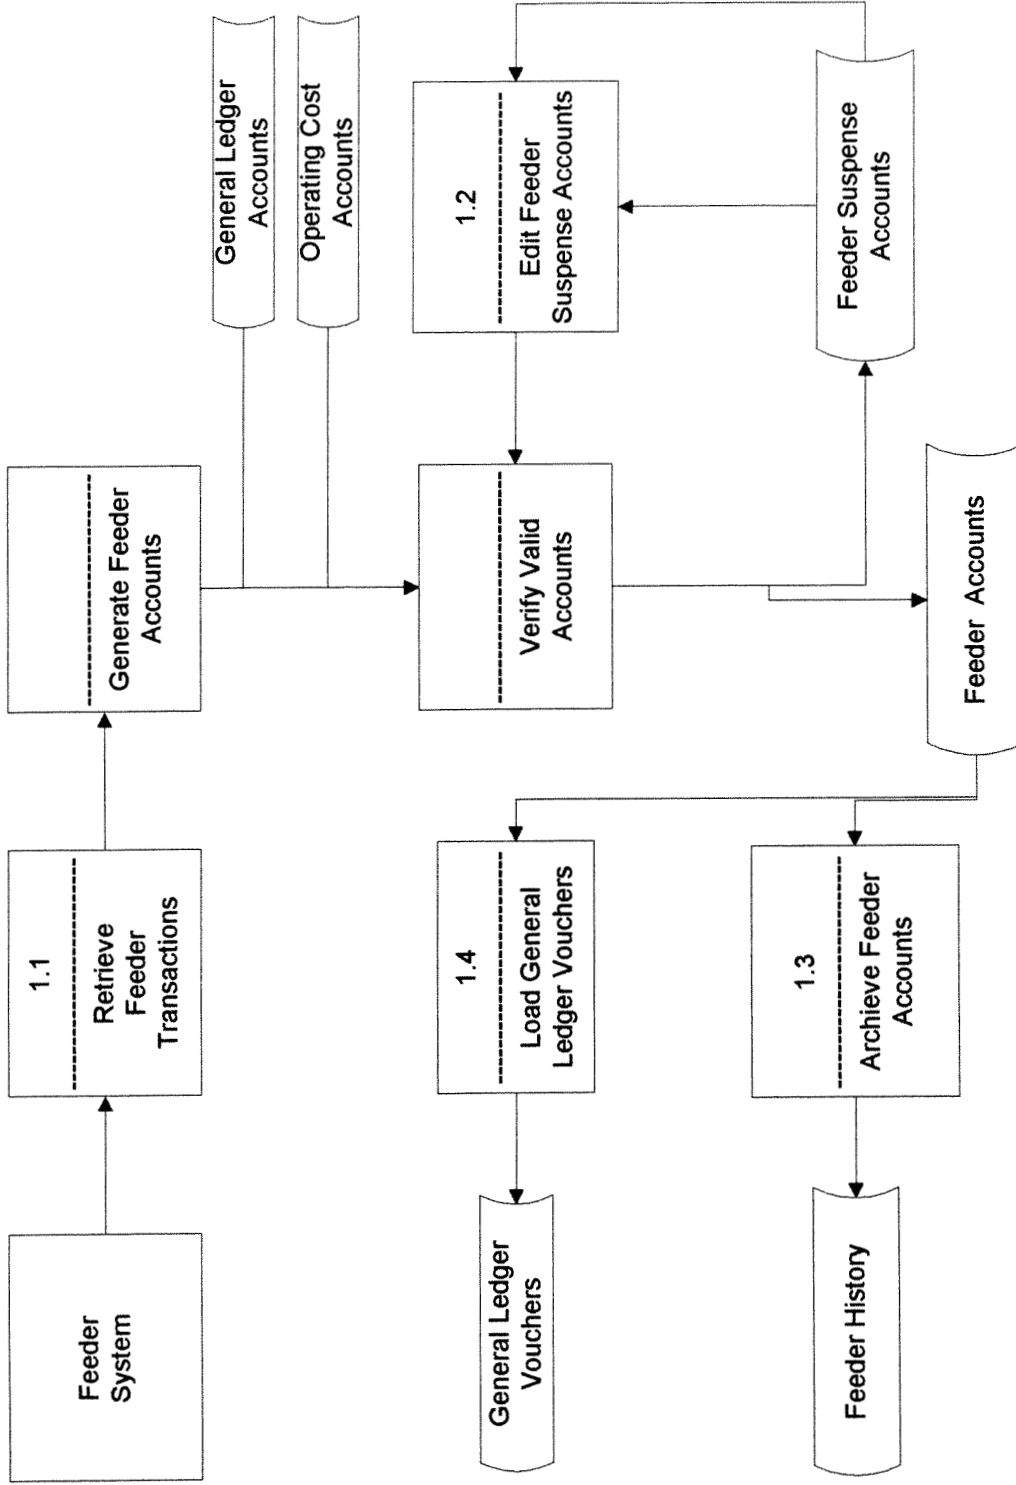 Feeder
System
1.1
Retrieve
Feeder
Transactions
Generate Feeder
Accounts
General Ledger
Accounts
Operating Cost
Accounts
General Ledger
Vouchers
1.4
Load General
Ledger Vouchers
Verify Valid
Accounts
1.2
Edit Feeder
Suspense Accounts
Feeder History
1.3
Archieve Feeder
Accounts
Feeder Accounts
Feeder Suspense
Accounts